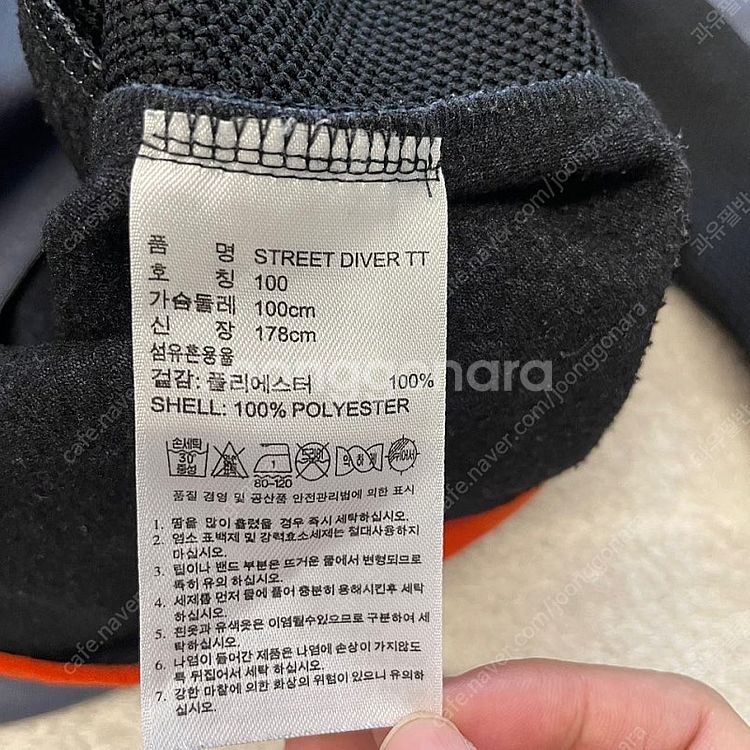 품 명 STREET DIVER TT
호 칭 100
가슴둘레 100cm
신 장 178cm
섬유혼용율
겉감: 폴리에스터 100%
SHELL: 100% POLYESTER
손세탁 30 중성 1 80-120 드라이 약하게
품질 경영 및 공산품 안전관리법에 의한 표시
1. 땀을 많이 흘렸을 경우 즉시 세탁하십시오.
2. 염소 표백제 및 강력효소세제는 절대사용하지
마십시오.
3. 립이나 밴드 부분은 뜨거운 물에서 변형되므로
특히 유의 하십시오.
4. 세제를 먼저 물에 풀어 충분히 용해시킨후 세탁
하십시오.
5. 흰옷과 유색옷은 이염될수있으므로 구분하여 세
탁하십시오.
6. 나염이 들어간 제품은 나염에 손상이 가지않도
록 뒤집어서 세탁 하십시오.
7. 강한 마찰에 의한 화상의 위험이 있으니 유의하
십시오.
joonggonara
cafe.naver.com/joonggonara
과유필방